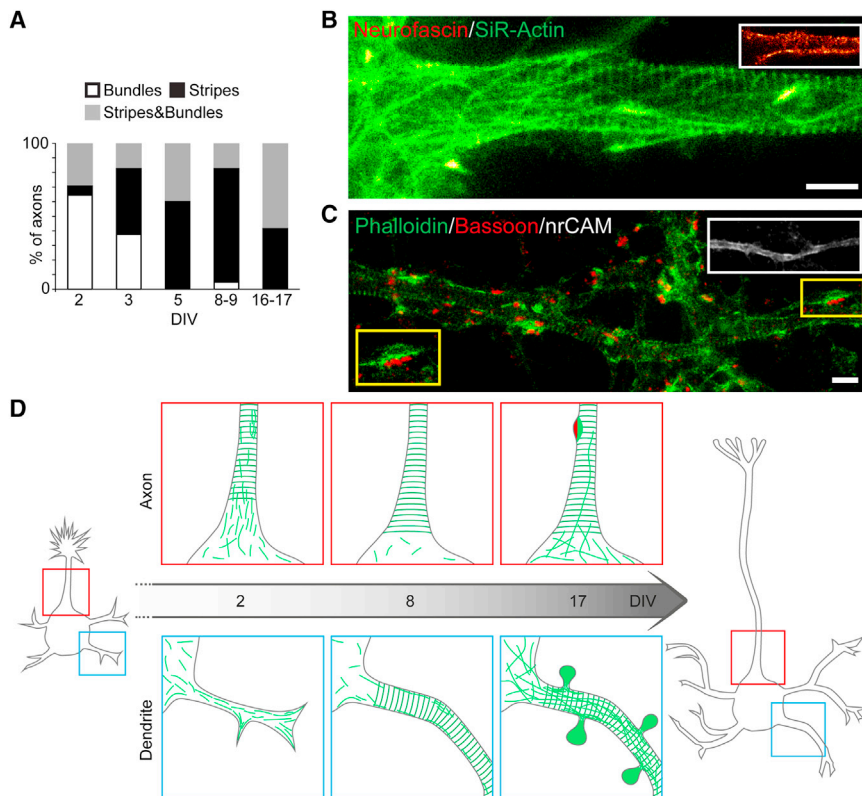 A
Bundles Stripes
Stripes&Bundles
100
% of axons
0
2 3 5 8-9 16-17
DIV
B
Neurofascin/SiR-Actin
C
Phalloidin/Bassoon/nrCAM
D
Axon
2 8 17 DIV
Dendrite